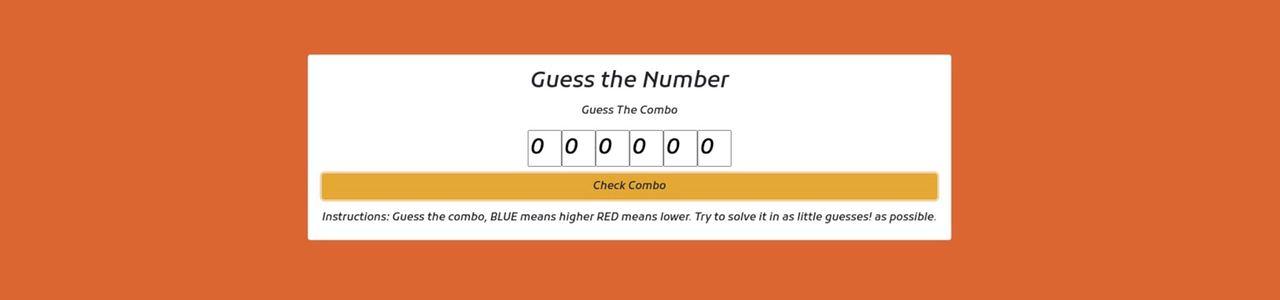 Guess the Number
Guess The Combo
0 0 0 0 0 0
Check Combo
Instructions: Guess the combo, BLUE means higher RED means lower. Try to solve it in as little guesses! as possible.